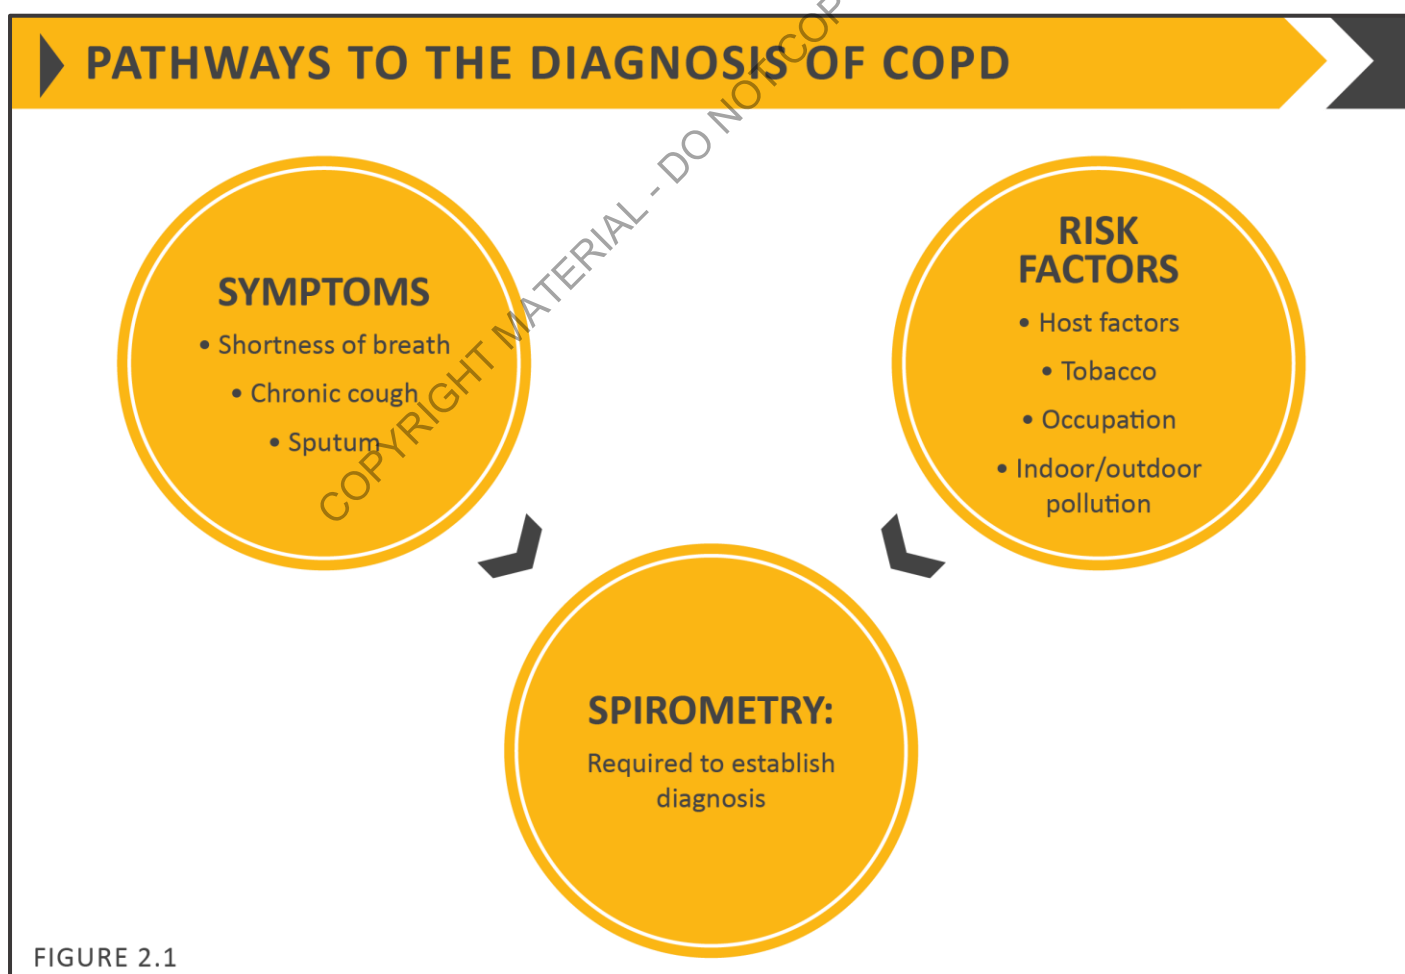 PATHWAYS TO THE DIAGNOSIS OF COPD
SYMPTOMS
• Shortness of breath
• Chronic cough
• Sputum
RISK
FACTORS
• Host factors
• Tobacco
• Occupation
• Indoor/outdoor
pollution
SPIROMETRY:
Required to establish
diagnosis
FIGURE 2.1
COPYRIGHT MATERIAL - DO NOT